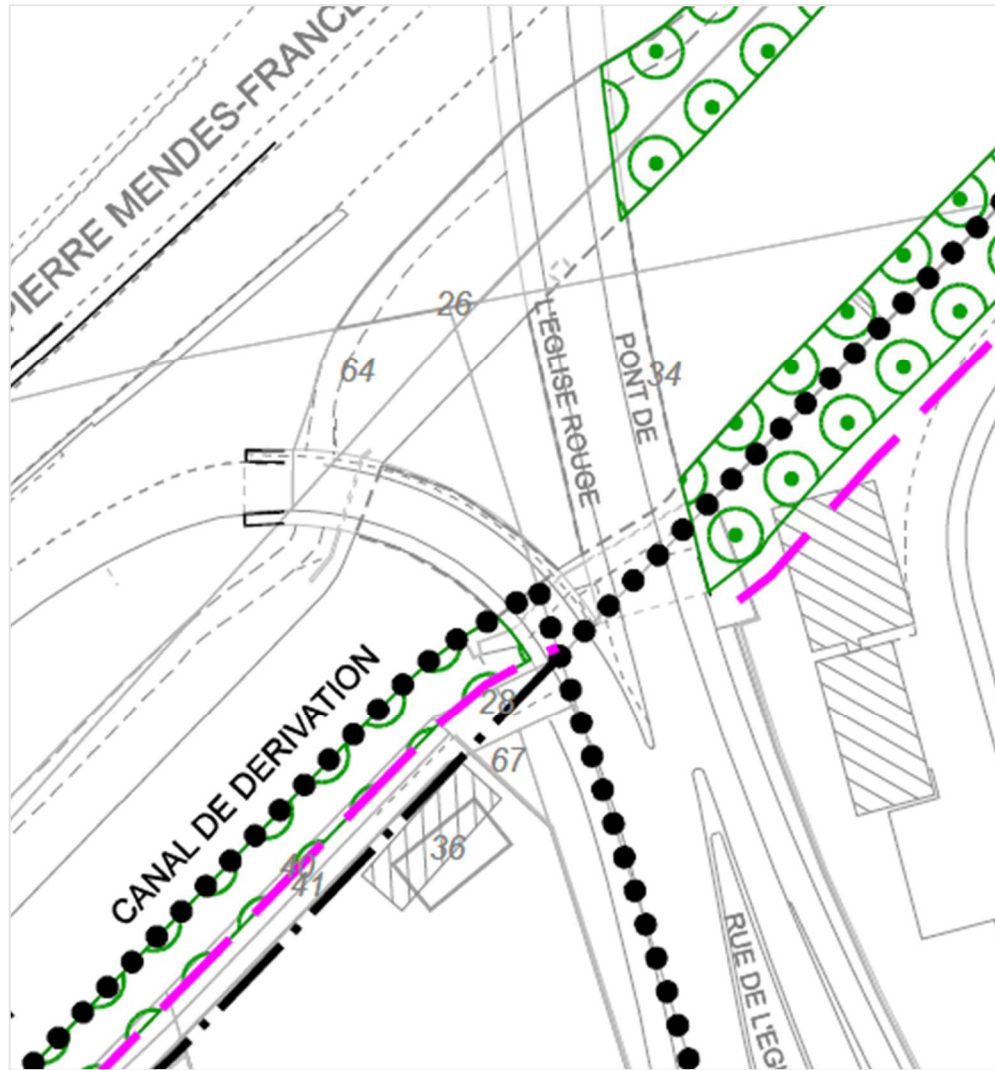 PIERRE MENDES-FRANCE
26
64
L'EGLISE ROUGE
PONT DE
34
CANAL DE DERIVATION
28
67
36
40
41
RUE DE L'EG